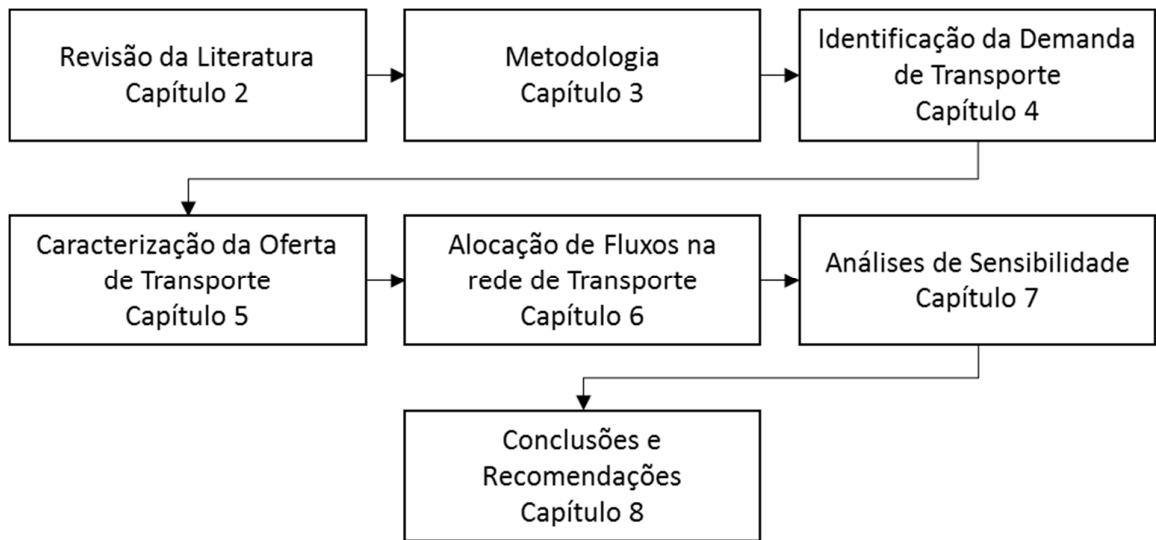 Revisão da Literatura
Capítulo 2
Metodologia
Capítulo 3
Identificação da Demanda
de Transporte
Capítulo 4
Caracterização da Oferta
de Transporte
Capítulo 5
Alocação de Fluxos na
rede de Transporte
Capítulo 6
Análises de Sensibilidade
Capítulo 7
Conclusões e
Recomendações
Capítulo 8